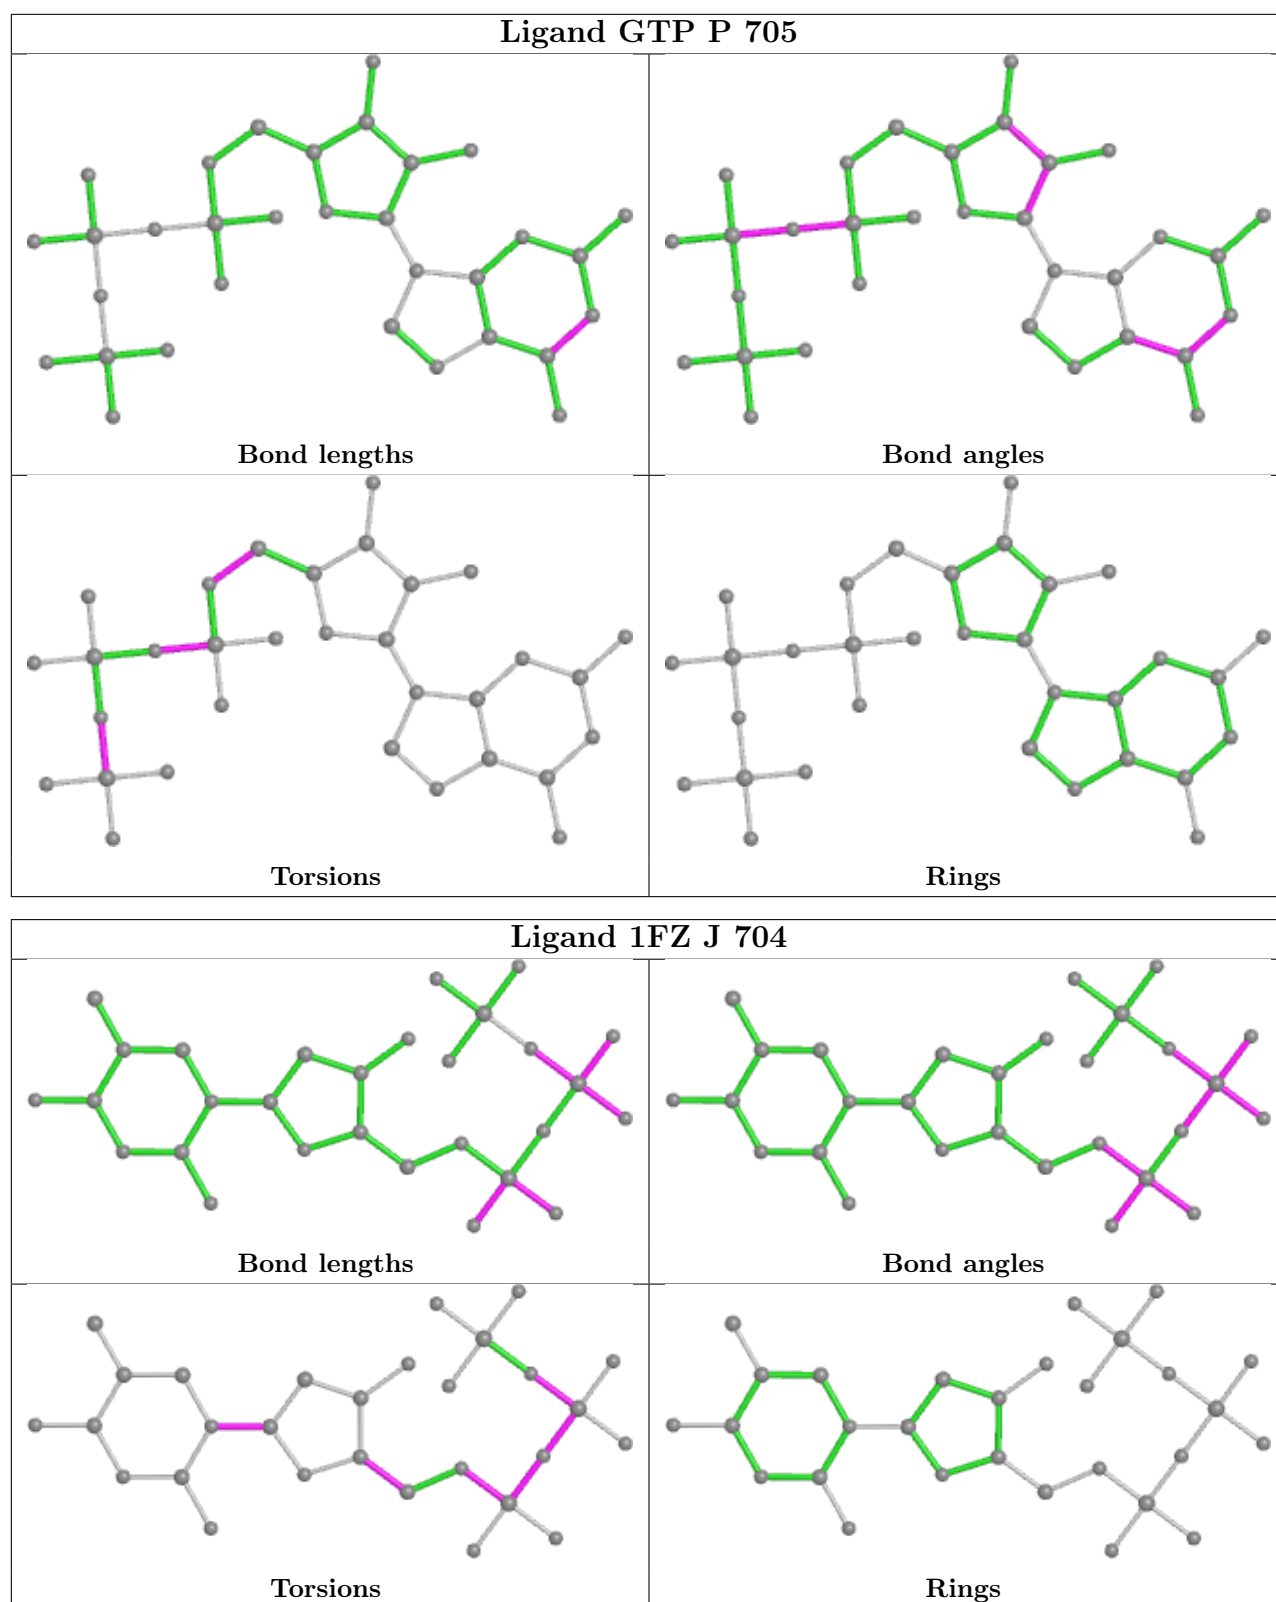 Ligand GTP P 705
Bond lengths
Bond angles
Torsions
Rings
Ligand 1FZ J 704
Bond lengths
Bond angles
Torsions
Rings